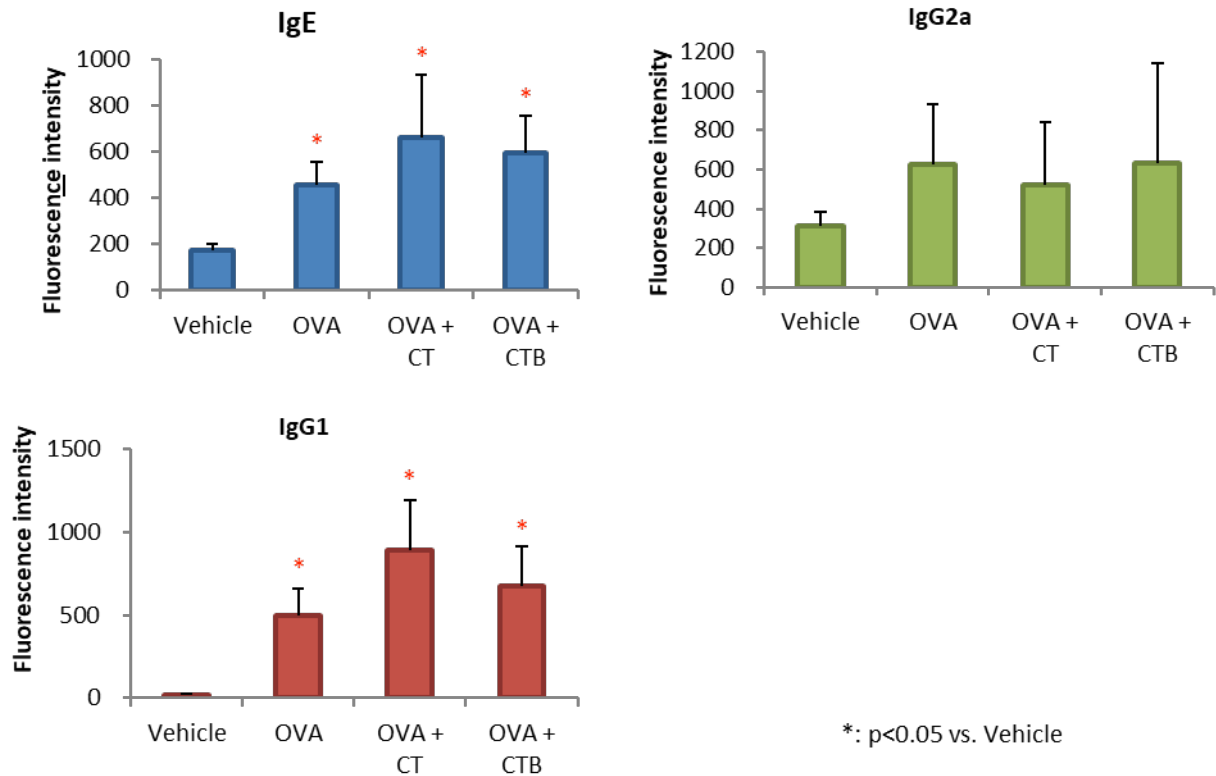 IgE
Fluorescence intensity
1000
*
*
800
*
600
400
200
0
Vehicle
OVA
OVA +
CT
OVA +
CTB
IgG2a
Fluorescence intensity
1200
1000
800
600
400
200
0
Vehicle
OVA
OVA +
CT
OVA +
CTB
IgG1
Fluorescence intensity
1500
*
*
1000
*
500
0
Vehicle
OVA
OVA +
CT
OVA +
CTB
*: p<0.05 vs. Vehicle